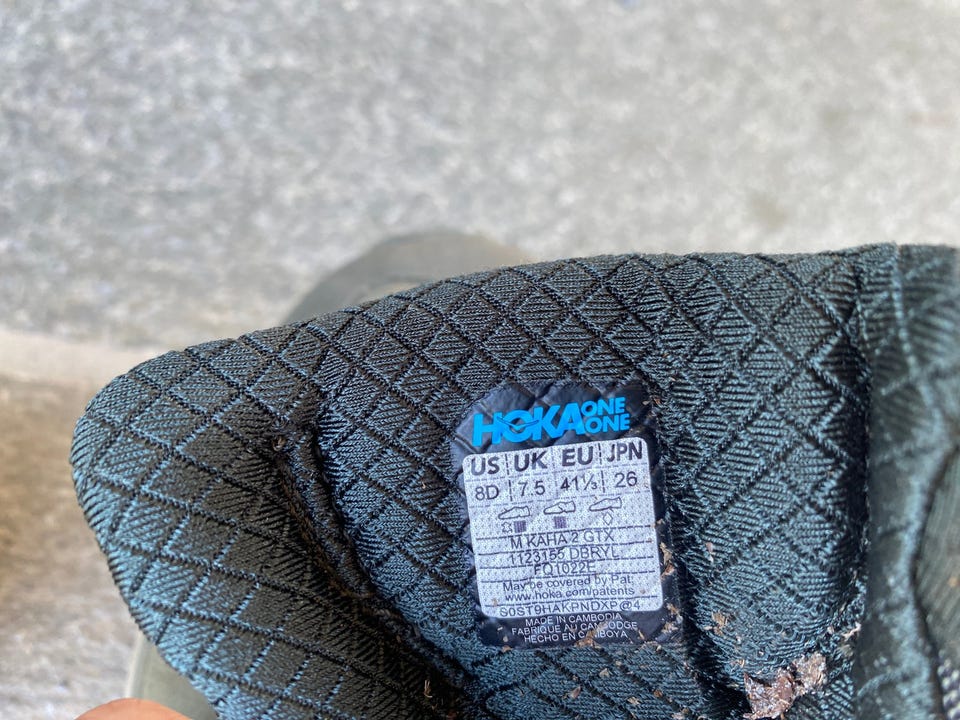 HOKA ONE ONE
US UK EU JPN
8D 7.5 41⅓ 26
M KAHA 2 GTX
1123155 DBRYL
FQ1022E
May be covered by Pat:
www.hoka.com/patents
S0ST9HAKPNDXP@4
MADE IN CAMBODIA
FABRIQUE AU CAMBODGE
HECHO EN CAMBOYA